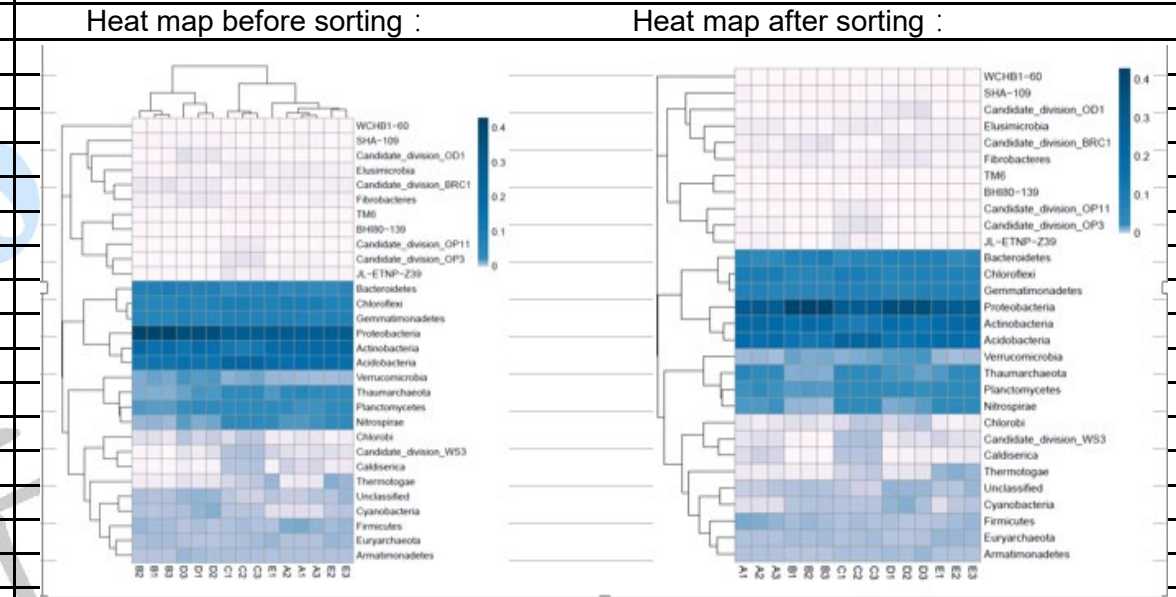 Heat map before sorting：
Heat map after sorting：
WCHB1-60
SHA-109
Candidate_division_OD1
Elusimicrobia
Candidate_division_BRC1
Fibrobacteres
TM6
BHI80-139
Candidate_division_OP11
Candidate_division_OP3
JL-ETNP-Z39
Bacteroidetes
Chloroflexi
Gemmatimonadetes
Proteobacteria
Actinobacteria
Acidobacteria
Verrucomicrobia
Thaumarchaeota
Planctomycetes
Nitrospirae
Chlorobi
Candidate_division_WS3
Caldiserica
Thermotogae
Unclassified
Cyanobacteria
Firmicutes
Euryarchaeota
Armatimonadetes
0.4
0.3
0.2
0.1
0
B2 B1 B3 D3 D1 D2 C1 C2 C3 E1 A2 A1 A3 E2 E3
WCHB1-60
SHA-109
Candidate_division_OD1
Elusimicrobia
Candidate_division_BRC1
Fibrobacteres
TM6
BHI80-139
Candidate_division_OP11
Candidate_division_OP3
JL-ETNP-Z39
Bacteroidetes
Chloroflexi
Gemmatimonadetes
Proteobacteria
Actinobacteria
Acidobacteria
Verrucomicrobia
Thaumarchaeota
Planctomycetes
Nitrospirae
Chlorobi
Candidate_division_WS3
Caldiserica
Thermotogae
Unclassified
Cyanobacteria
Firmicutes
Euryarchaeota
Armatimonadetes
0.4
0.3
0.2
0.1
0
A1 A2 A3 B1 B2 B3 C1 C2 C3 D1 D2 D3 E1 E2 E3